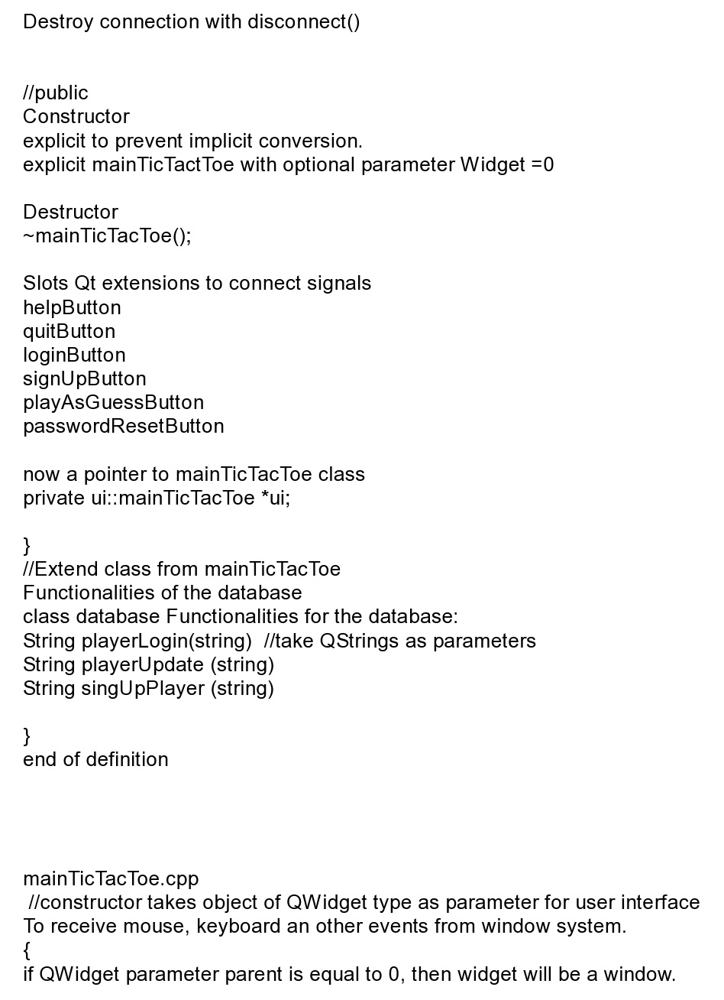 Destroy connection with disconnect()
//public
Constructor
explicit to prevent implicit conversion.
explicit mainTicTactToe with optional parameter Widget =0
Destructor
~mainTicTacToe();
Slots Qt extensions to connect signals
helpButton
quitButton
loginButton
signUpButton
playAsGuessButton
passwordResetButton
now a pointer to mainTicTacToe class
private ui::mainTicTacToe *ui;
}
//Extend class from mainTicTacToe
Functionalities of the database
class database Functionalities for the database:
String playerLogin(string)  //take QStrings as parameters
String playerUpdate (string)
String singUpPlayer (string)
}
end of definition
mainTicTacToe.cpp
//constructor takes object of QWidget type as parameter for user interface
To receive mouse, keyboard an other events from window system.
{
if QWidget parameter parent is equal to 0, then widget will be a window.